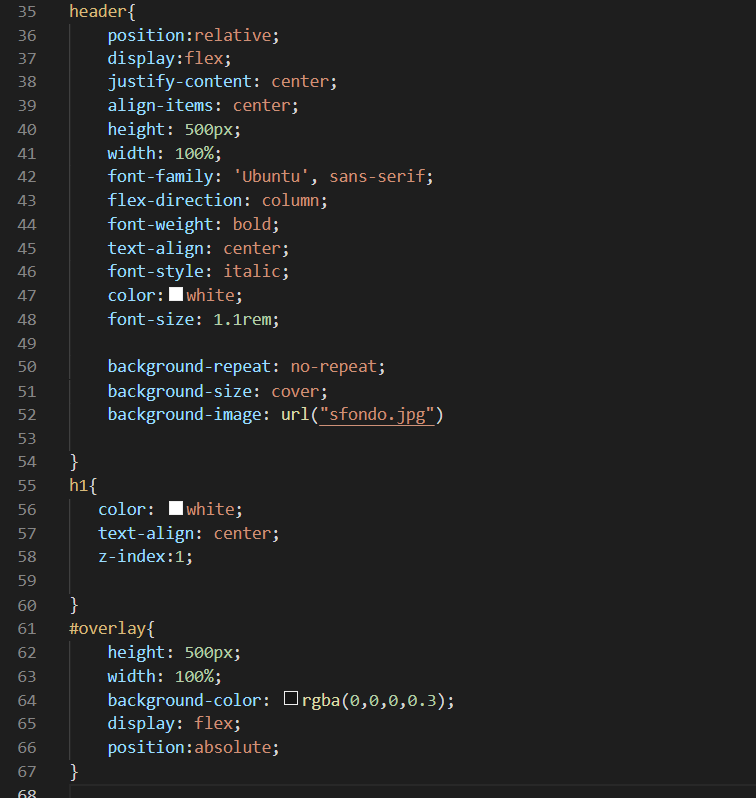 35 header{
36 position:relative;
37 display:flex;
38 justify-content: center;
39 align-items: center;
40 height: 500px;
41 width: 100%;
42 font-family: 'Ubuntu', sans-serif;
43 flex-direction: column;
44 font-weight: bold;
45 text-align: center;
46 font-style: italic;
47 color:white;
48 font-size: 1.1rem;
49
50 background-repeat: no-repeat;
51 background-size: cover;
52 background-image: url("sfondo.jpg")
53
54 }
55 h1{
56 color: white;
57 text-align: center;
58 z-index:1;
59
60 }
61 #overlay{
62 height: 500px;
63 width: 100%;
64 background-color: rgba(0,0,0,0.3);
65 display: flex;
66 position:absolute;
67 }
68